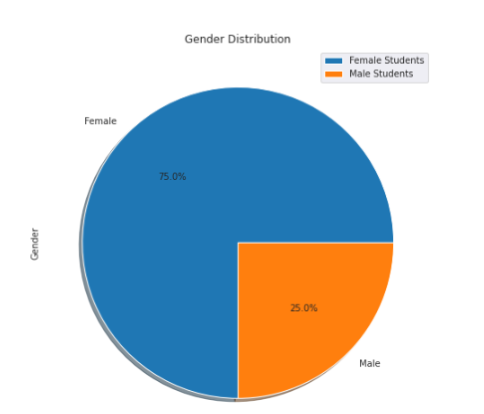 Gender Distribution
Female Students
Male Students
Female
75.0%
Gender
25.0%
Male